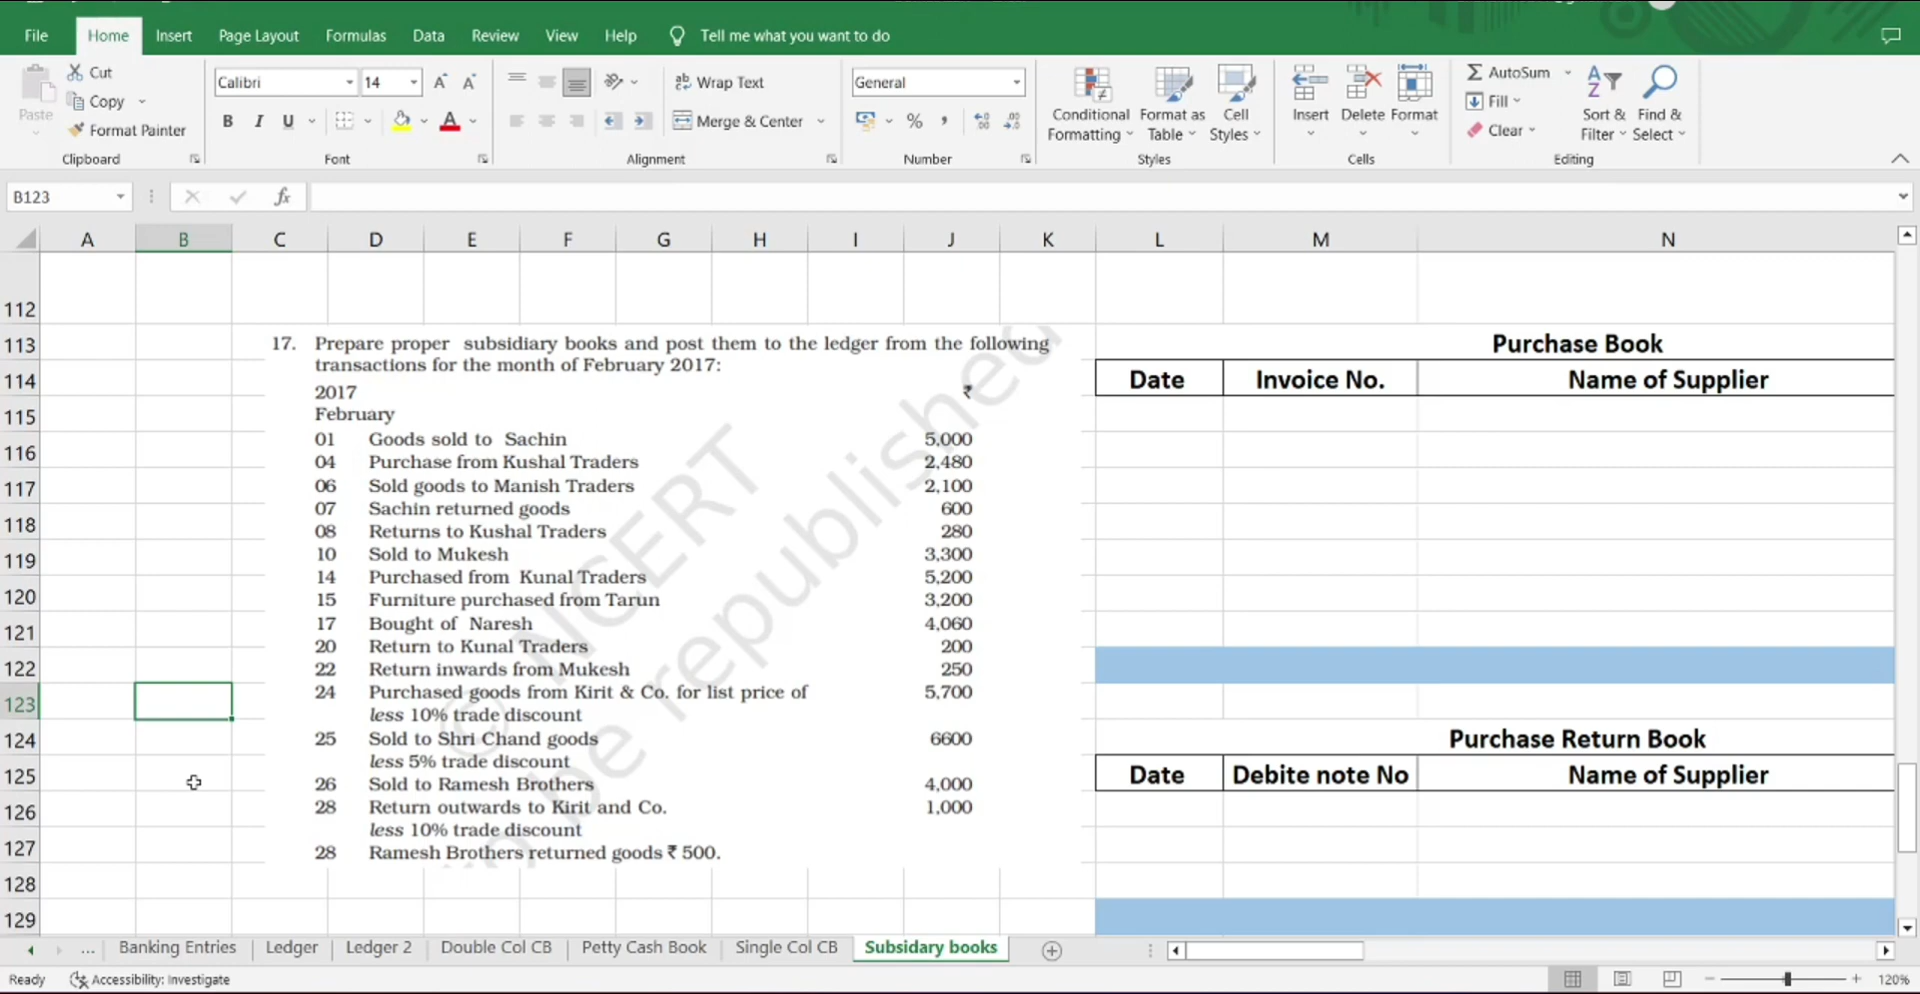 File Home Insert Page Layout Formulas Data Review View Help Tell me what you want to do
Paste
Cut
Copy
Format Painter
Clipboard
Calibri 14 A A
B I U A
Font
Wrap Text
Merge & Center
Alignment
General
% ,
Number
Conditional Formatting
Format as Table
Cell Styles
Styles
Insert Delete Format
Cells
AutoSum
Fill
Clear
Sort & Filter
Find & Select
Editing
B123 fx
A B C D E F G H I J K L M N
112
113
114
115
116
117
118
119
120
121
122
123
124
125
126
127
128
129
17. Prepare proper subsidiary books and post them to the ledger from the following
transactions for the month of February 2017:
2017 ₹
February
01 Goods sold to Sachin 5,000
04 Purchase from Kushal Traders 2,480
06 Sold goods to Manish Traders 2,100
07 Sachin returned goods 600
08 Returns to Kushal Traders 280
10 Sold to Mukesh 3,300
14 Purchased from Kunal Traders 5,200
15 Furniture purchased from Tarun 3,200
17 Bought of Naresh 4,060
20 Return to Kunal Traders 200
22 Return inwards from Mukesh 250
24 Purchased goods from Kirit & Co. for list price of 5,700
less 10% trade discount
25 Sold to Shri Chand goods 6600
less 5% trade discount
26 Sold to Ramesh Brothers 4,000
28 Return outwards to Kirit and Co. 1,000
less 10% trade discount
28 Ramesh Brothers returned goods ₹ 500.
© NCERT
be republished
Purchase Book
Date Invoice No. Name of Supplier
Purchase Return Book
Date Debite note No Name of Supplier
... Banking Entries Ledger Ledger 2 Double Col CB Petty Cash Book Single Col CB Subsidary books
Ready Accessibility: Investigate 120%